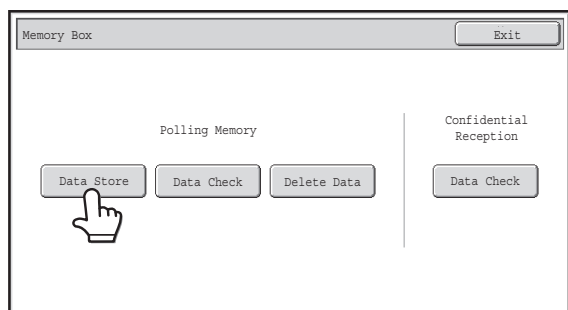 Memory Box
Exit
Polling Memory
Data Store
Data Check
Delete Data
Confidential
Reception
Data Check